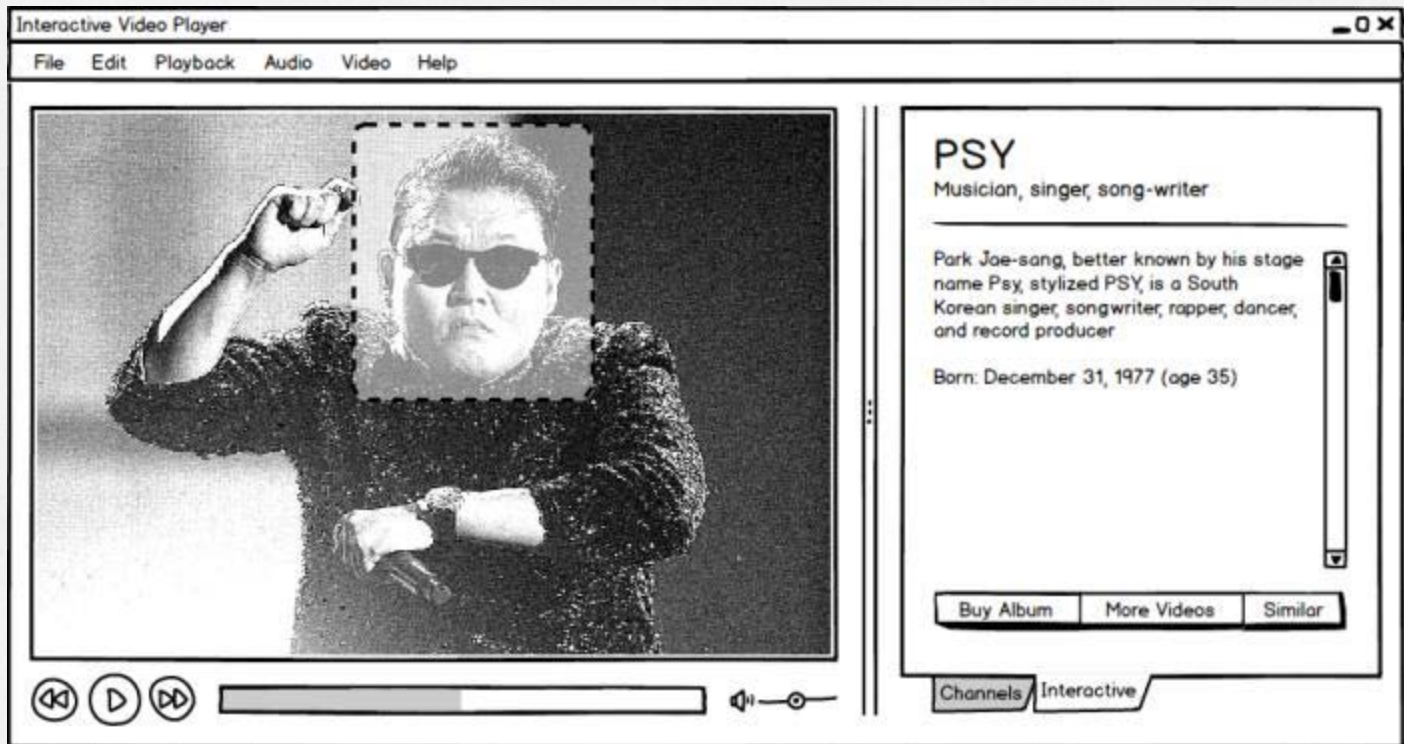 Interactive Video Player
File Edit Playback Audio Video Help
PSY
Musician, singer, song-writer
Park Jae-sang, better known by his stage
name Psy, stylized PSY, is a South
Korean singer, songwriter, rapper, dancer,
and record producer
Born: December 31, 1977 (age 35)
Buy Album More Videos Similar
Channels Interactive